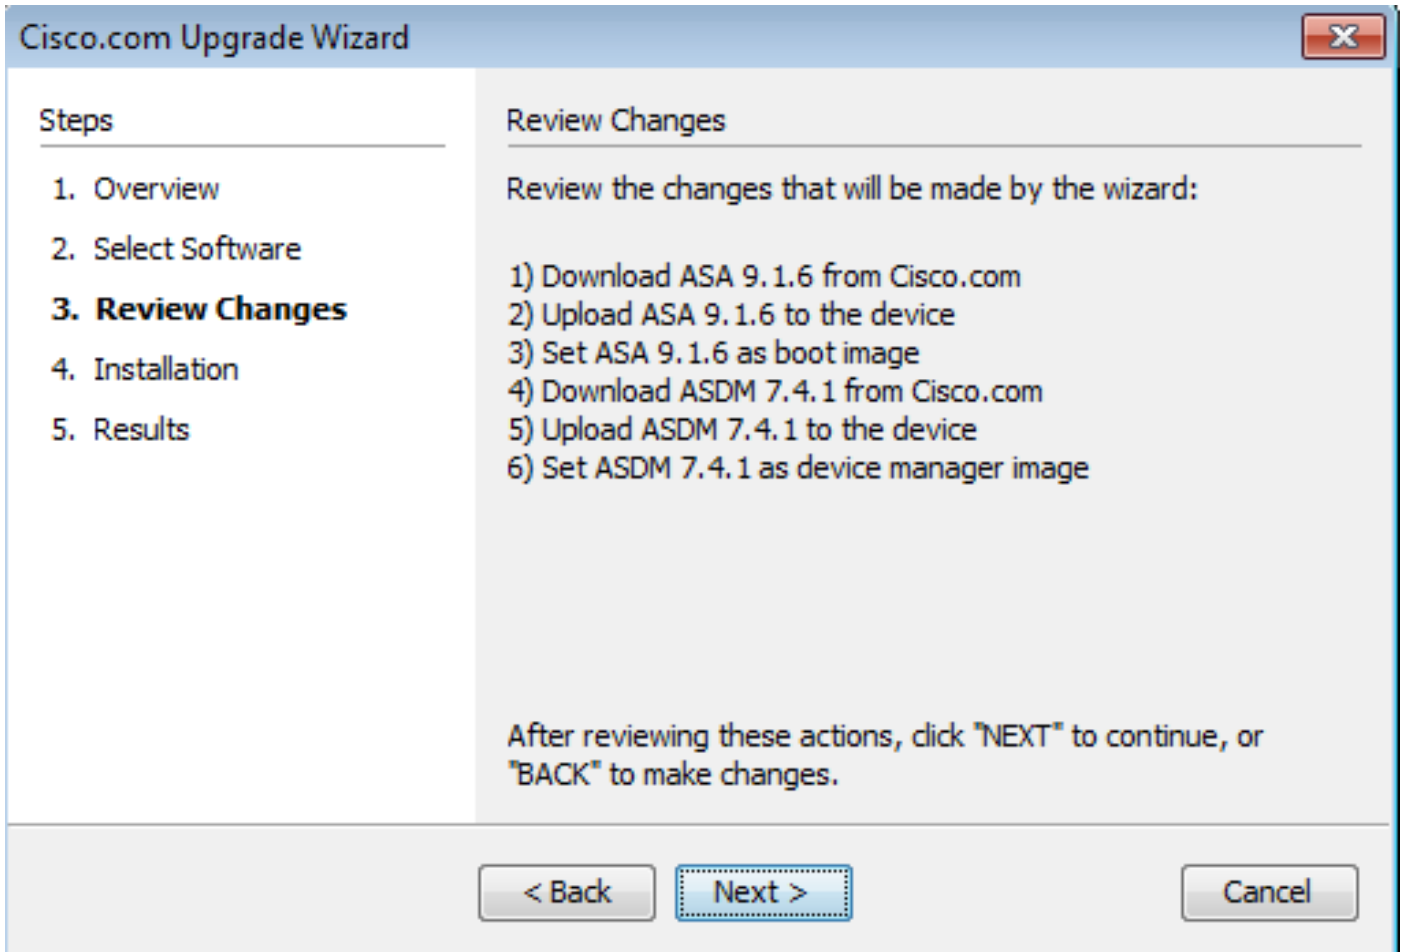 Cisco.com Upgrade Wizard
Steps
1. Overview
2. Select Software
3. Review Changes
4. Installation
5. Results
Review Changes
Review the changes that will be made by the wizard:
1) Download ASA 9.1.6 from Cisco.com
2) Upload ASA 9.1.6 to the device
3) Set ASA 9.1.6 as boot image
4) Download ASDM 7.4.1 from Cisco.com
5) Upload ASDM 7.4.1 to the device
6) Set ASDM 7.4.1 as device manager image
After reviewing these actions, click "NEXT" to continue, or
"BACK" to make changes.
< Back
Next >
Cancel